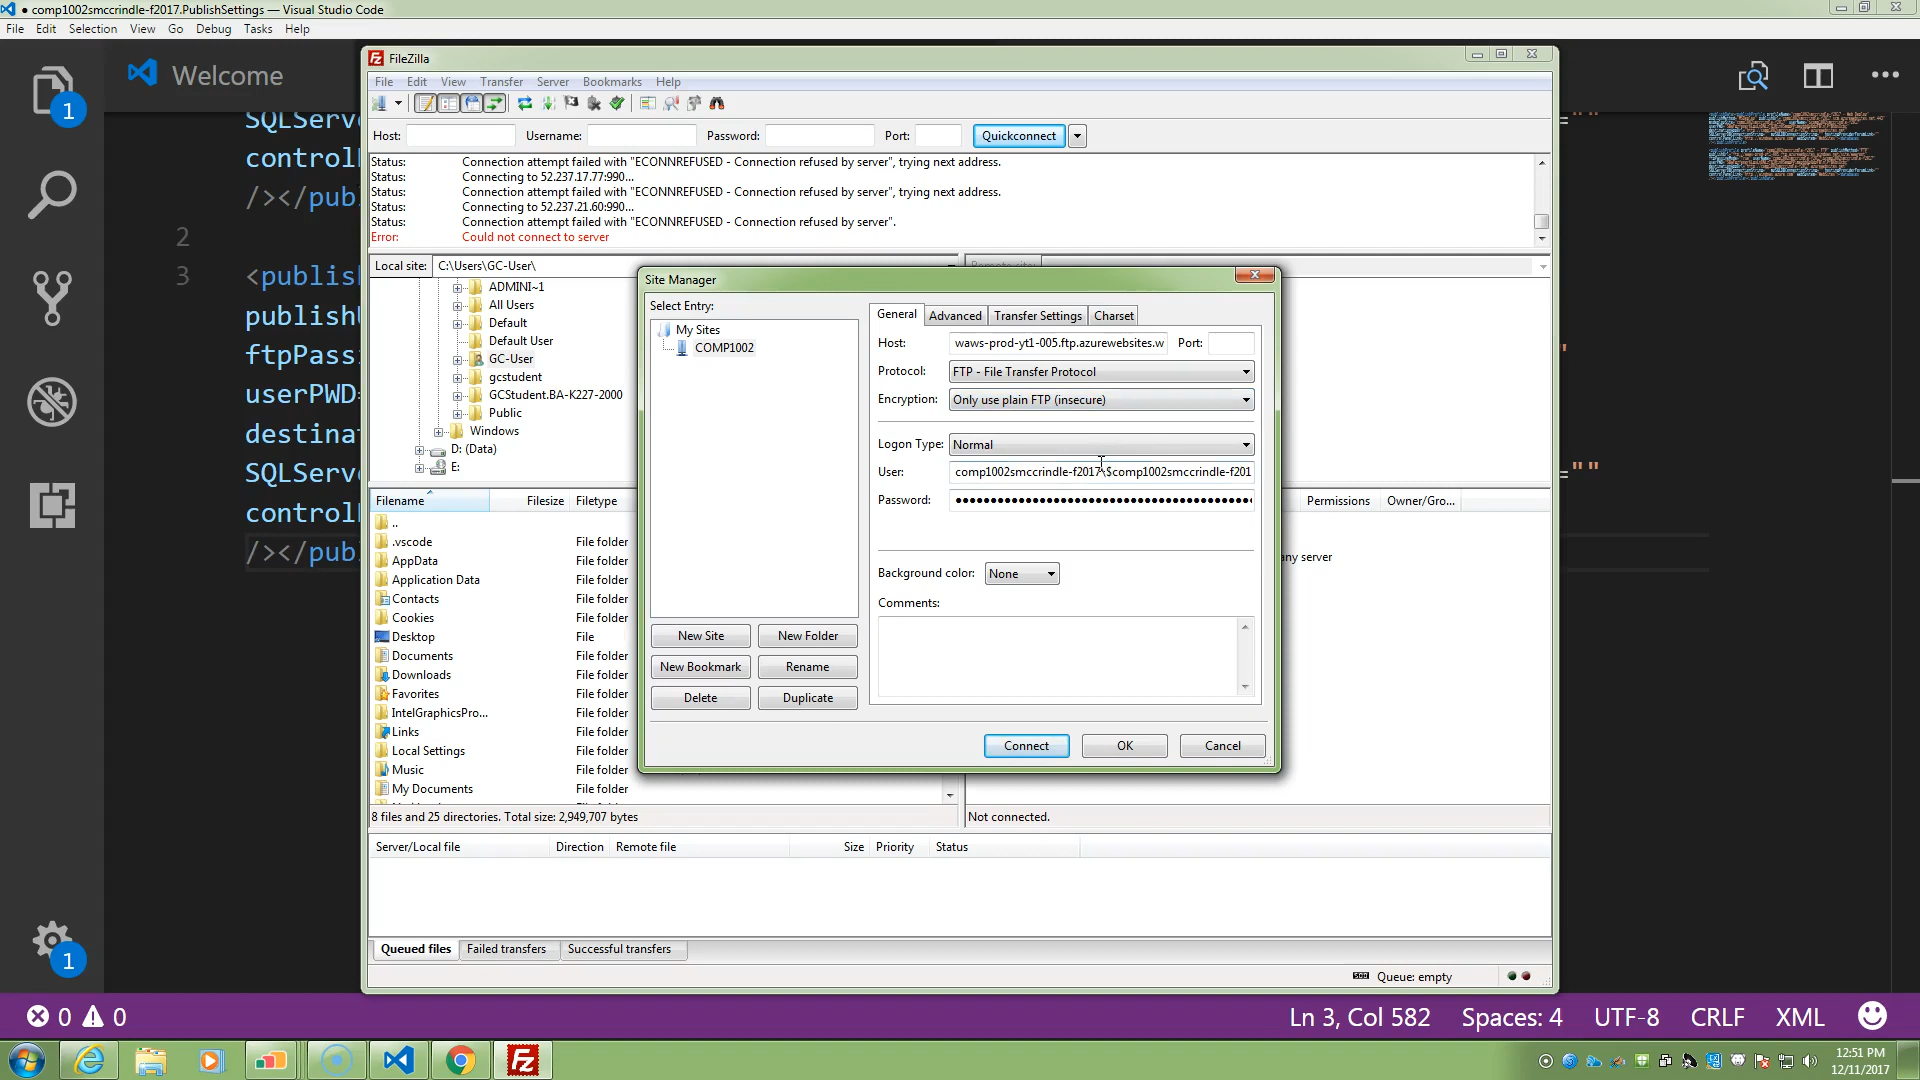 ● comp1002smccrindle-f2017.PublishSettings — Visual Studio Code
File Edit Selection View Go Debug Tasks Help
1
Welcome
SQLServ
control
/></pub
2
3 <publis
publish
ftpPass
userPWD=
destina
SQLServ
control
/></pub
=""
=""
FileZilla
File Edit View Transfer Server Bookmarks Help
Host: Username: Password: Port: Quickconnect
Status: Connection attempt failed with "ECONNREFUSED - Connection refused by server", trying next address.
Status: Connecting to 52.237.17.77:990...
Status: Connection attempt failed with "ECONNREFUSED - Connection refused by server", trying next address.
Status: Connecting to 52.237.21.60:990...
Status: Connection attempt failed with "ECONNREFUSED - Connection refused by server".
Error: Could not connect to server
Local site: C:\Users\GC-User\
ADMINI~1
All Users
Default
Default User
GC-User
gcstudent
GCStudent.BA-K227-2000
Public
Windows
D: (Data)
E:
Filename Filesize Filetype
..
.vscode File folder
AppData File folder
Application Data File folder
Contacts File folder
Cookies File folder
Desktop File
Documents File folder
Downloads File folder
Favorites File folder
IntelGraphicsPro... File folder
Links File folder
Local Settings File folder
Music File folder
My Documents File folder
8 files and 25 directories. Total size: 2,949,707 bytes
Permissions Owner/Gro...
any server
Not connected.
Site Manager
Select Entry:
My Sites
COMP1002
New Site New Folder
New Bookmark Rename
Delete Duplicate
General Advanced Transfer Settings Charset
Host: waws-prod-yt1-005.ftp.azurewebsites.w Port:
Protocol: FTP - File Transfer Protocol
Encryption: Only use plain FTP (insecure)
Logon Type: Normal
User: comp1002smccrindle-f2017\$comp1002smccrindle-f201
Password: ●●●●●●●●●●●●●●●●●●●●●●●●●●●●●●●●●●●●●●●●●●
Background color: None
Comments:
Connect OK Cancel
Server/Local file Direction Remote file Size Priority Status
Queued files Failed transfers Successful transfers
Queue: empty
1
0 0 Ln 3, Col 582 Spaces: 4 UTF-8 CRLF XML
12:51 PM
12/11/2017